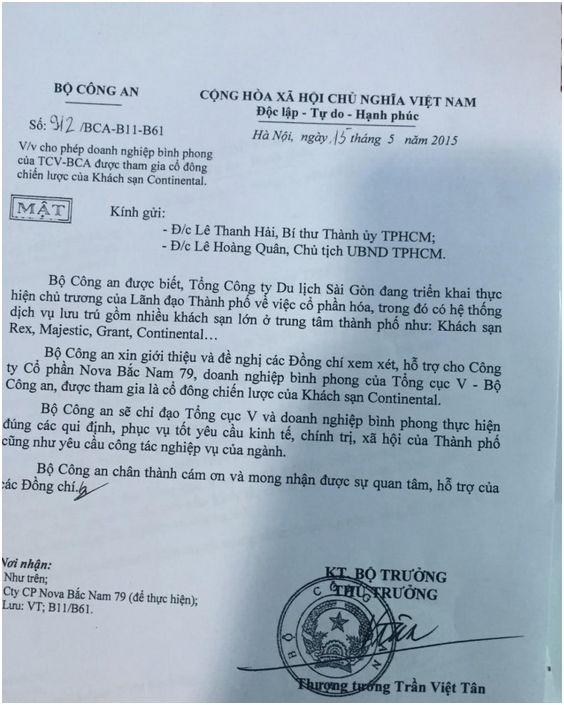 BỘ CÔNG AN
CỘNG HÒA XÃ HỘI CHỦ NGHĨA VIỆT NAM
Độc lập - Tự do - Hạnh phúc
Số: 912 /BCA-B11-B61
Hà Nội, ngày 15 tháng 5 năm 2015
V/v cho phép doanh nghiệp bình phong
của TCV-BCA được tham gia cổ đông
chiến lược của Khách sạn Continental.
MẬT
Kính gửi:
- Đ/c Lê Thanh Hải, Bí thư Thành ủy TPHCM;
- Đ/c Lê Hoàng Quân, Chủ tịch UBND TPHCM.
Bộ Công an được biết, Tổng Công ty Du lịch Sài Gòn đang triển khai thực
hiện chủ trương của Lãnh đạo Thành phố về việc cổ phần hóa, trong đó có hệ thống
dịch vụ lưu trú gồm nhiều khách sạn lớn ở trung tâm thành phố như: Khách sạn
Rex, Majestic, Grant, Continental…
Bộ Công an xin giới thiệu và đề nghị các Đồng chí xem xét, hỗ trợ cho Công
ty Cổ phần Nova Bắc Nam 79, doanh nghiệp bình phong của Tổng cục V - Bộ
Công an, được tham gia là cổ đông chiến lược của Khách sạn Continental.
Bộ Công an sẽ chỉ đạo Tổng cục V và doanh nghiệp bình phong thực hiện
đúng các qui định, phục vụ tốt yêu cầu kinh tế, chính trị, xã hội của Thành phố
cũng như yêu cầu công tác nghiệp vụ của ngành.
Bộ Công an chân thành cám ơn và mong nhận được sự quan tâm, hỗ trợ của
các Đồng chí.
Nơi nhận:
Như trên;
Cty CP Nova Bắc Nam 79 (để thực hiện);
Lưu: VT; B11/B61.
KT. BỘ TRƯỞNG
THỨ TRƯỞNG
BỘ CÔNG AN
Thượng tướng Trần Việt Tân